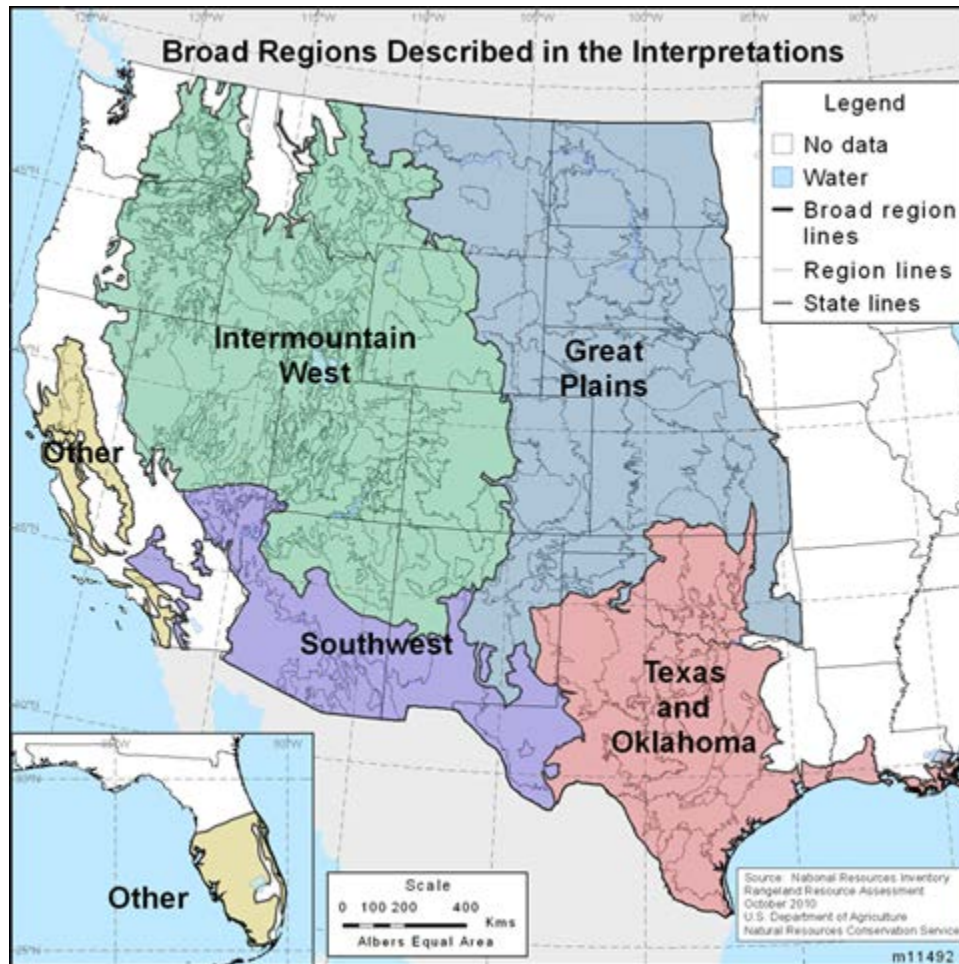 Broad Regions Described in the Interpretations
Legend
No data
Water
Broad region
lines
Region lines
State lines
Intermountain
West
Great
Plains
Other
Southwest
Texas
and
Oklahoma
Other
Scale
0 100 200 400
Kms
Albers Equal Area
Source: National Resources Inventory
Rangeland Resource Assessment
October 2010
U.S. Department of Agriculture
Natural Resources Conservation Service
m11492